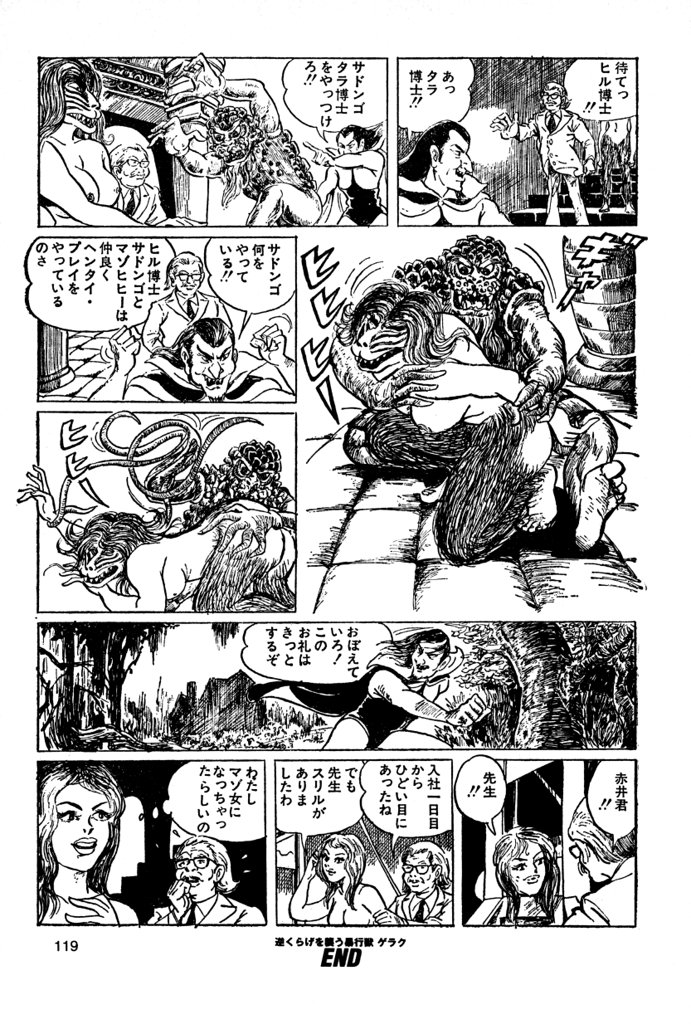 待てっ
ヒル博士
!!
あっ
タラ
博士!!
サドンゴ
タラ博士
をやっつけ
ろ!!
ギュー
ヒヒヒ
サドンゴ
何を
やって
いる!!
ヒル博士
サドンゴと
マゾヒヒーは
仲良く
ヘンタイ・
プレイを
やっている
のさ
ヒヒヒ
おぼえて
いろ!
この
お礼は
きっと
するぞ
赤井君
!!
先生
!!
入社一日目
から
ひどい目に
あったね
でも
先生
スリルが
ありま
したわ
わたし
マゾ女に
なっちゃっ
たらしいの
逆くらげを襲う暴行獣 ゲラク
END
119